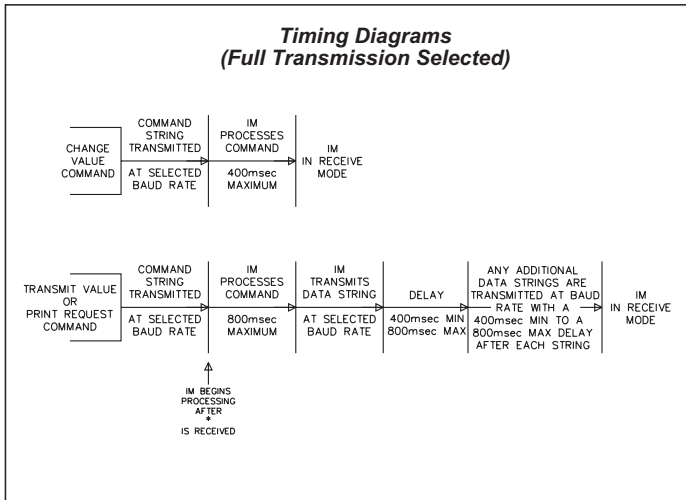 Timing Diagrams
(Full Transmission Selected)
CHANGE
VALUE
COMMAND
COMMAND
STRING
TRANSMITTED
AT SELECTED
BAUD RATE
IM
PROCESSES
COMMAND
400msec
MAXIMUM
IM
IN RECEIVE
MODE
TRANSMIT VALUE
OR
PRINT REQUEST
COMMAND
COMMAND
STRING
TRANSMITTED
AT SELECTED
BAUD RATE
IM
PROCESSES
COMMAND
800msec
MAXIMUM
IM
TRANSMITS
DATA STRING
AT SELECTED
BAUD RATE
DELAY
400msec MIN
800msec MAX
ANY ADDITIONAL
DATA STRINGS ARE
TRANSMITTED AT BAUD
RATE WITH A
400msec MIN TO A
800msec MAX DELAY
AFTER EACH STRING
IM
IN RECEIVE
MODE
IM BEGINS
PROCESSING
AFTER
*
IS RECEIVED